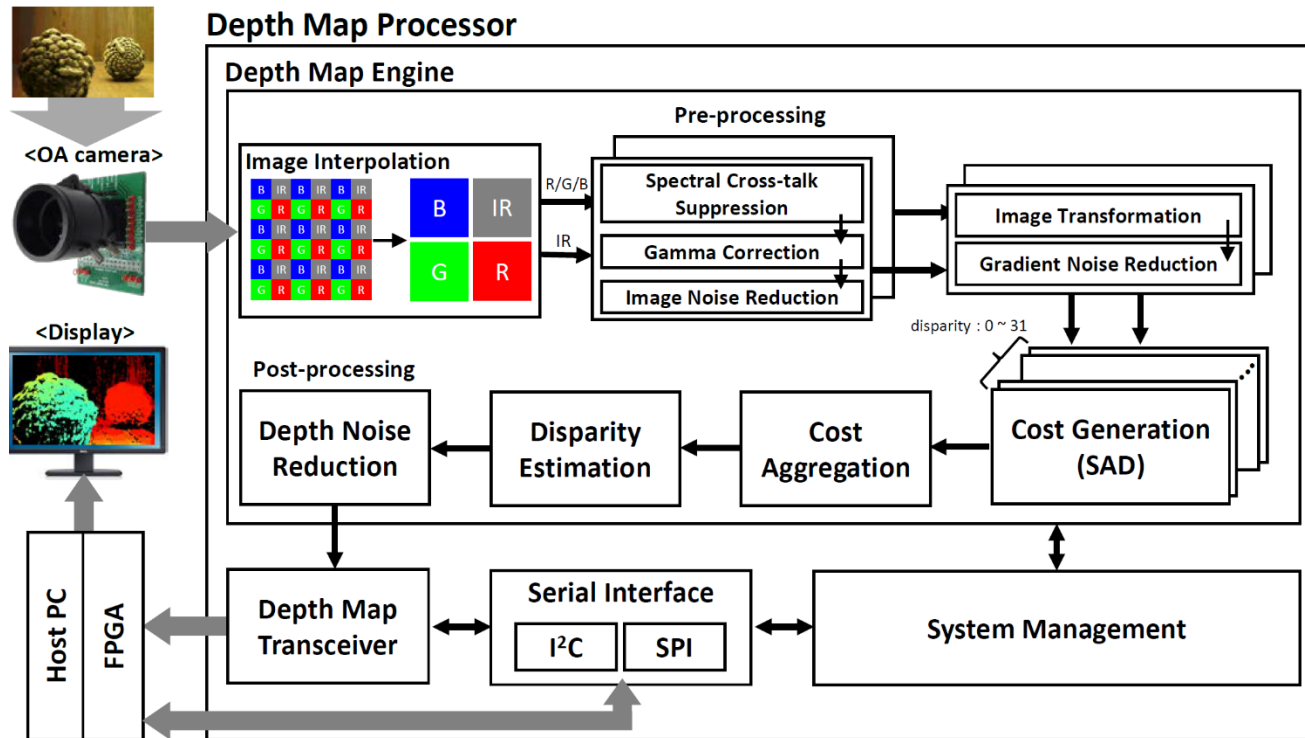 Depth Map Processor
Depth Map Engine
<OA camera>
Image Interpolation
B IR B IR B IR
G R G R G R
B IR B IR B IR
G R G R G R
B IR B IR B IR
G R G R G R
B IR
G R
R/G/B
IR
Pre-processing
Spectral Cross-talk
Suppression
Gamma Correction
Image Noise Reduction
Image Transformation
Gradient Noise Reduction
disparity : 0 ~ 31
<Display>
Post-processing
Depth Noise
Reduction
Disparity
Estimation
Cost
Aggregation
Cost Generation
(SAD)
Host PC
FPGA
Depth Map
Transceiver
Serial Interface
I²C
SPI
System Management